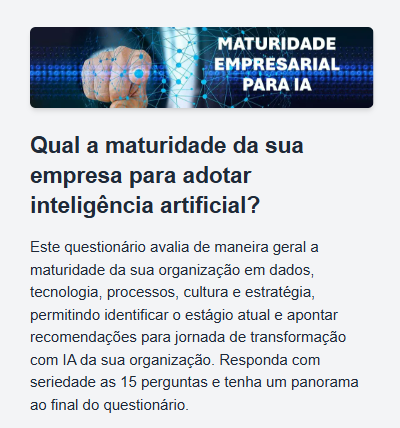 MATURIDADE
EMPRESARIAL
PARA IA
Qual a maturidade da sua
empresa para adotar
inteligência artificial?
Este questionário avalia de maneira geral a
maturidade da sua organização em dados,
tecnologia, processos, cultura e estratégia,
permitindo identificar o estágio atual e apontar
recomendações para jornada de transformação
com IA da sua organização. Responda com
seriedade as 15 perguntas e tenha um panorama
ao final do questionário.